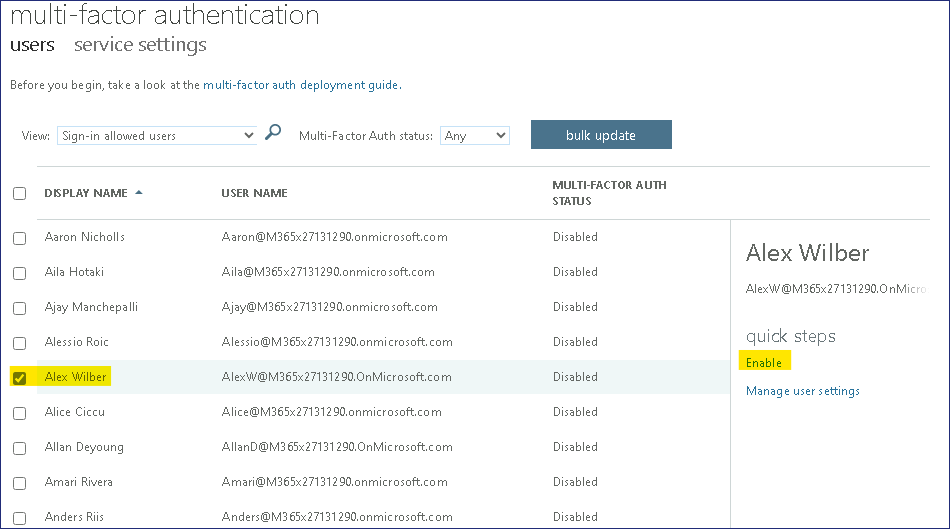 multi-factor authentication
users service settings
Before you begin, take a look at the multi-factor auth deployment guide.
View: Sign-in allowed users Multi-Factor Auth status: Any bulk update
DISPLAY NAME USER NAME MULTI-FACTOR AUTH
STATUS
Aaron Nicholls Aaron@M365x27131290.onmicrosoft.com Disabled
Aila Hotaki Aila@M365x27131290.onmicrosoft.com Disabled
Ajay Manchepalli Ajay@M365x27131290.onmicrosoft.com Disabled
Alessio Roic Alessio@M365x27131290.onmicrosoft.com Disabled
Alex Wilber AlexW@M365x27131290.OnMicrosoft.com Disabled
Alice Ciccu Alice@M365x27131290.onmicrosoft.com Disabled
Allan Deyoung AllanD@M365x27131290.OnMicrosoft.com Disabled
Amari Rivera Amari@M365x27131290.onmicrosoft.com Disabled
Anders Riis Anders@M365x27131290.onmicrosoft.com Disabled
Alex Wilber
AlexW@M365x27131290.OnMicro
quick steps
Enable
Manage user settings